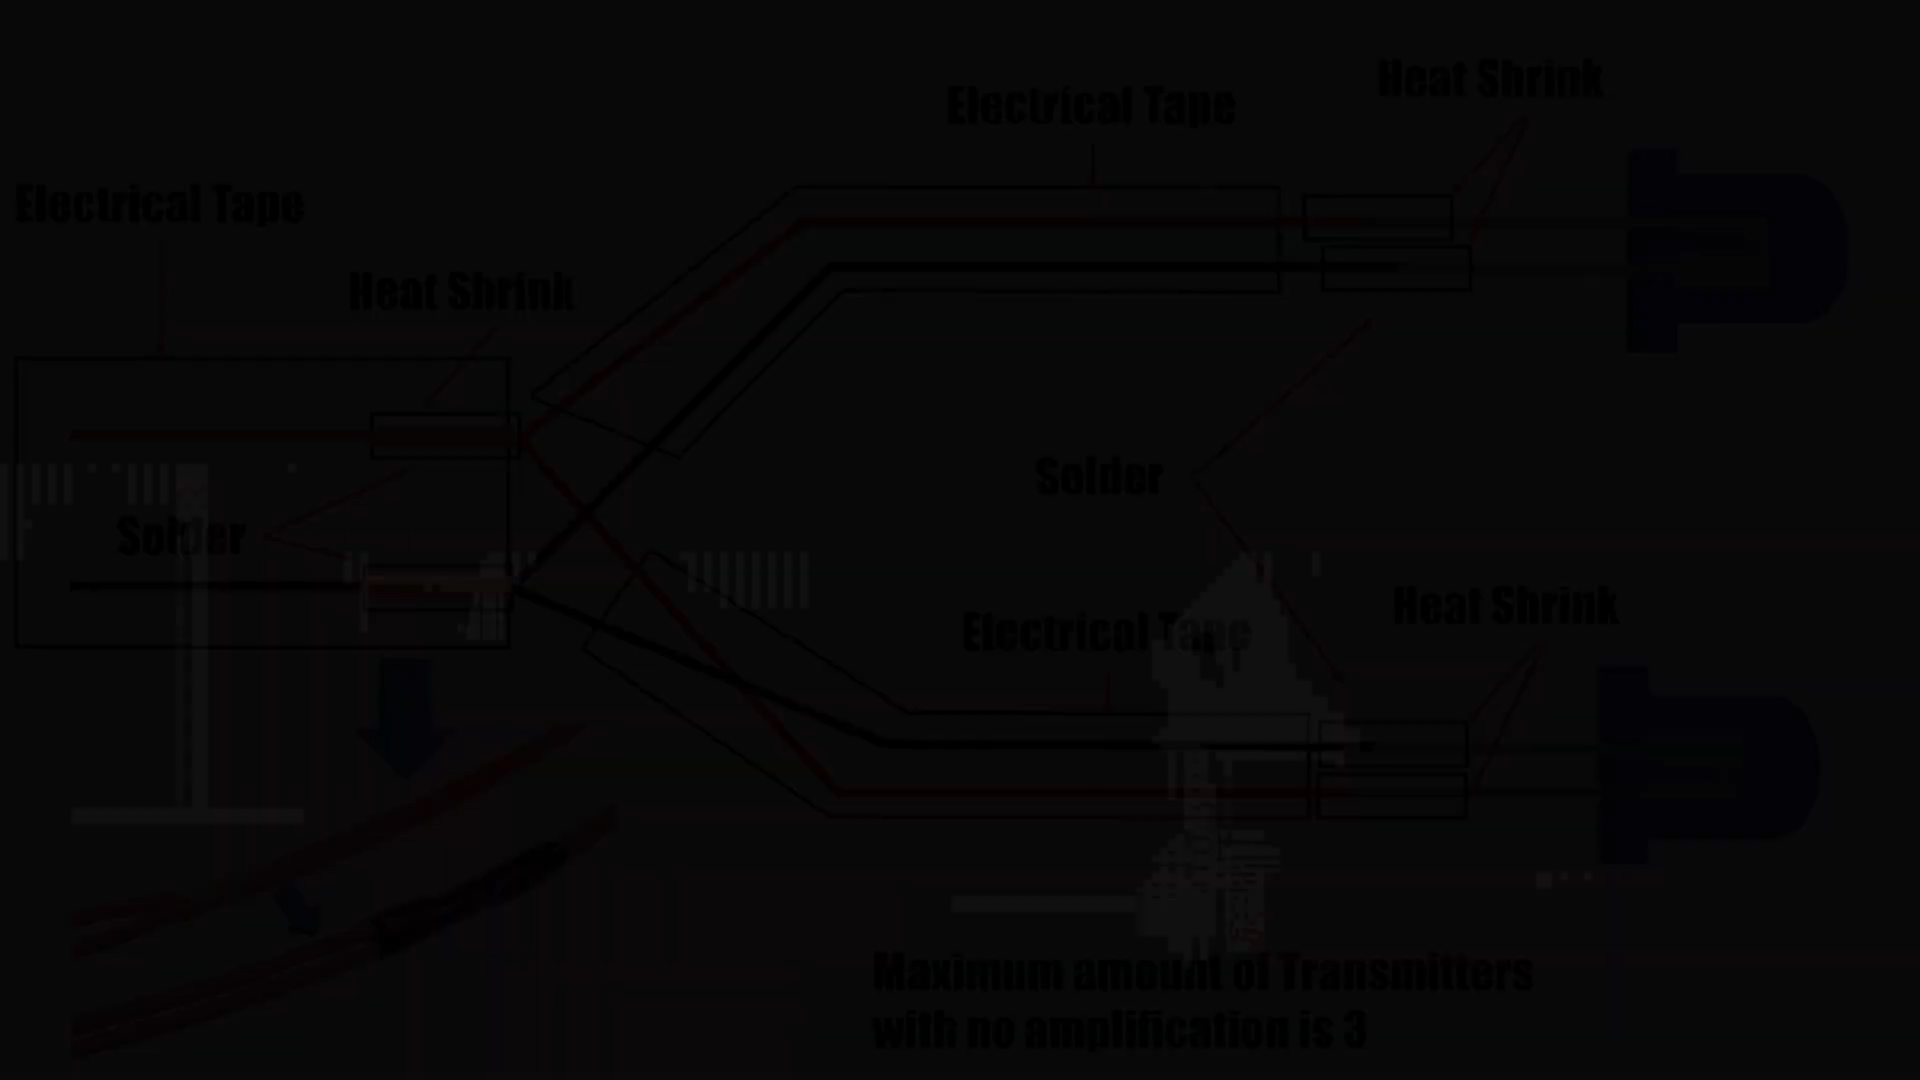 Heat Shrink
Electrical Tape
Electrical Tape
Heat Shrink
Solder
Solder
Heat Shrink
Electrical Tape
Maximum amount of Transmitters
with no amplification is 3